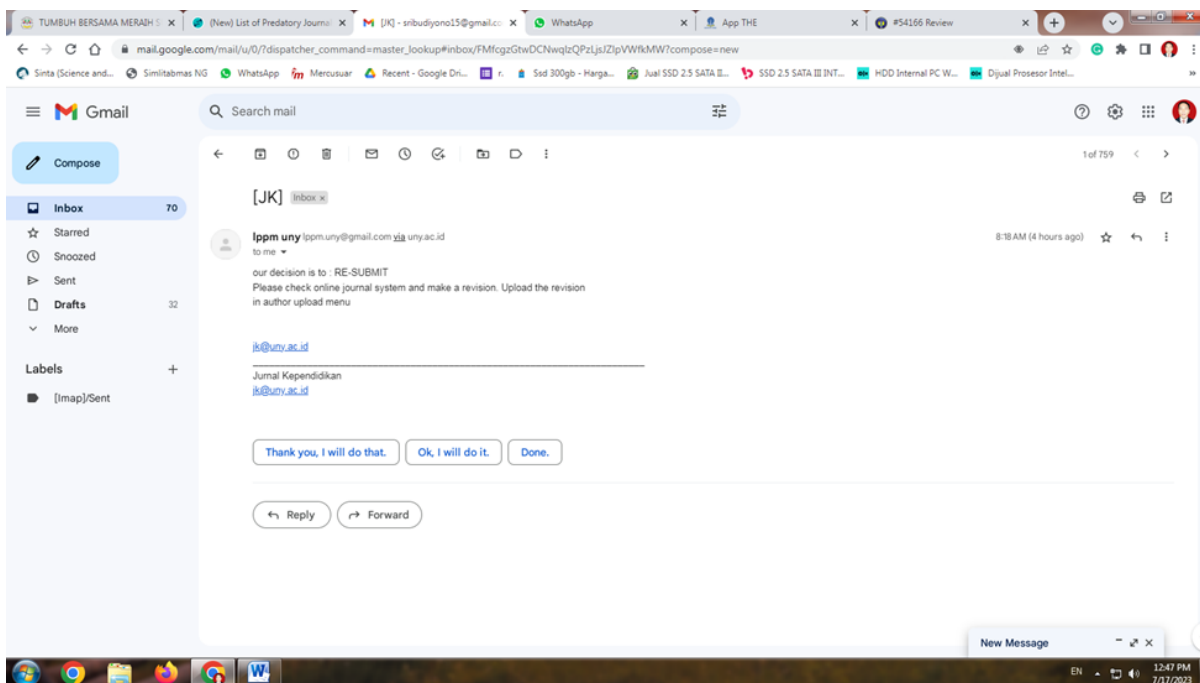 TUMBUH BERSAMA MERAIH S
(New) List of Predatory Journal
[JK] - sribudiyono15@gmail.co
WhatsApp
App THE
#54166 Review
mail.google.com/mail/u/0/?dispatcher_command=master_lookup#inbox/FMfcgzGtwDCNwqlzQPzLjsJZlpVWfkMW?compose=new
Sinta (Science and...
Simlitabmas NG
WhatsApp
Mercusuar
Recent - Google Dri...
r.
Ssd 300gb - Harga...
Jual SSD 2.5 SATA II...
SSD 2.5 SATA III INT...
HDD Internal PC W...
Dijual Prosesor Intel...
Gmail
Search mail
Compose
1 of 759
[JK] Inbox x
Inbox 70
Starred
Snoozed
Sent
Drafts 32
More
Labels
[Imap]/Sent
lppm uny lppm.uny@gmail.com via uny.ac.id
8:18 AM (4 hours ago)
to me
our decision is to : RE-SUBMIT
Please check online journal system and make a revision. Upload the revision
in author upload menu
jk@uny.ac.id
Jurnal Kependidikan
jk@uny.ac.id
Thank you, I will do that.
Ok, I will do it.
Done.
Reply
Forward
New Message
EN
12:47 PM
7/17/2023